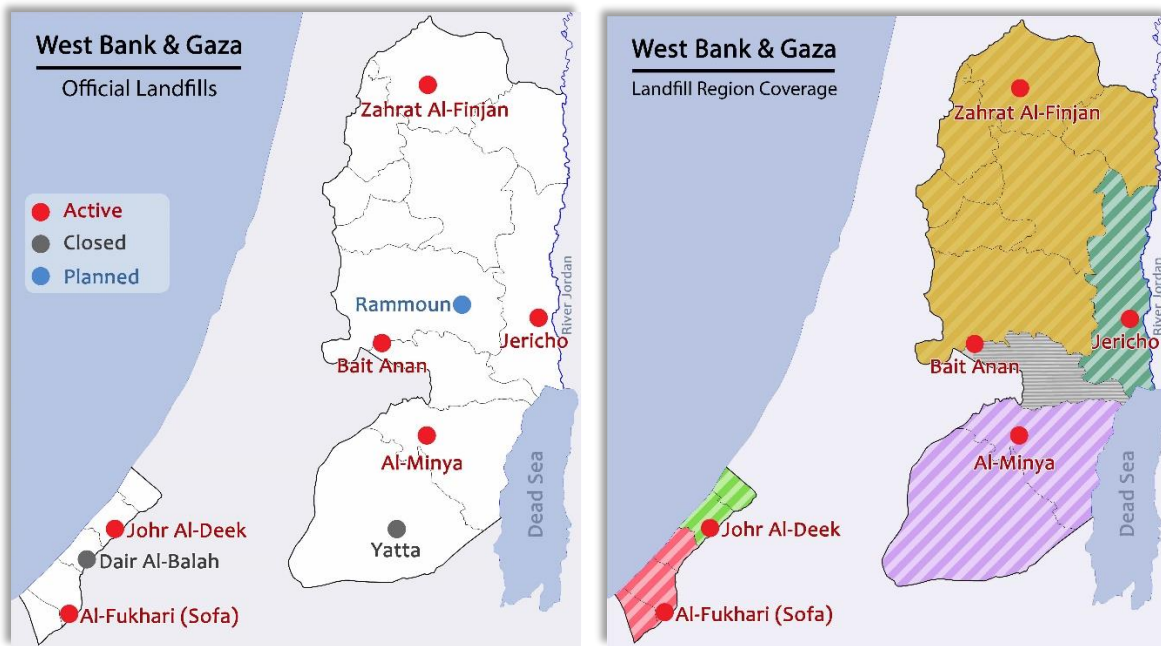 West Bank & Gaza
Official Landfills
Zahrat Al-Finjan
Active
Closed
Planned
Rammoun
River Jordan
Jericho
Bait Anan
Al-Minya
Dead Sea
Johr Al-Deek
Yatta
Dair Al-Balah
Al-Fukhari (Sofa)
West Bank & Gaza
Landfill Region Coverage
Zahrat Al-Finjan
River Jordan
Jericho
Bait Anan
Al-Minya
Dead Sea
Johr Al-Deek
Al-Fukhari (Sofa)